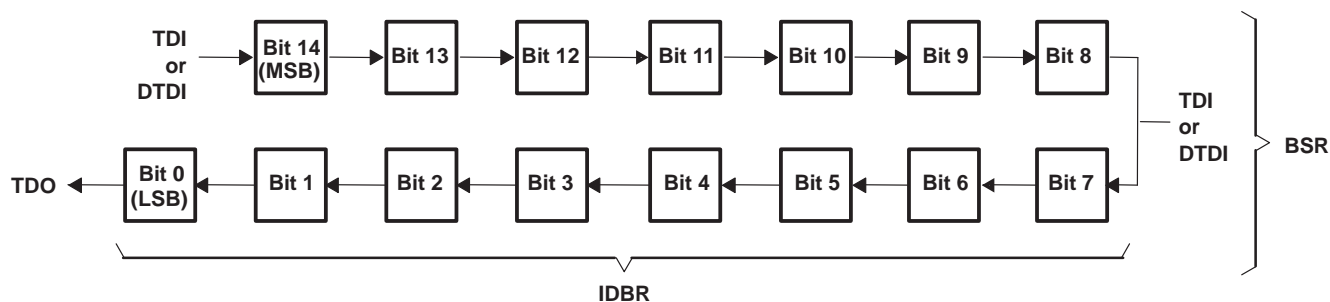 TDI
or
DTDI
Bit 14
(MSB)
Bit 13
Bit 12
Bit 11
Bit 10
Bit 9
Bit 8
TDI
or
DTDI
BSR
TDO
Bit 0
(LSB)
Bit 1
Bit 2
Bit 3
Bit 4
Bit 5
Bit 6
Bit 7
IDBR